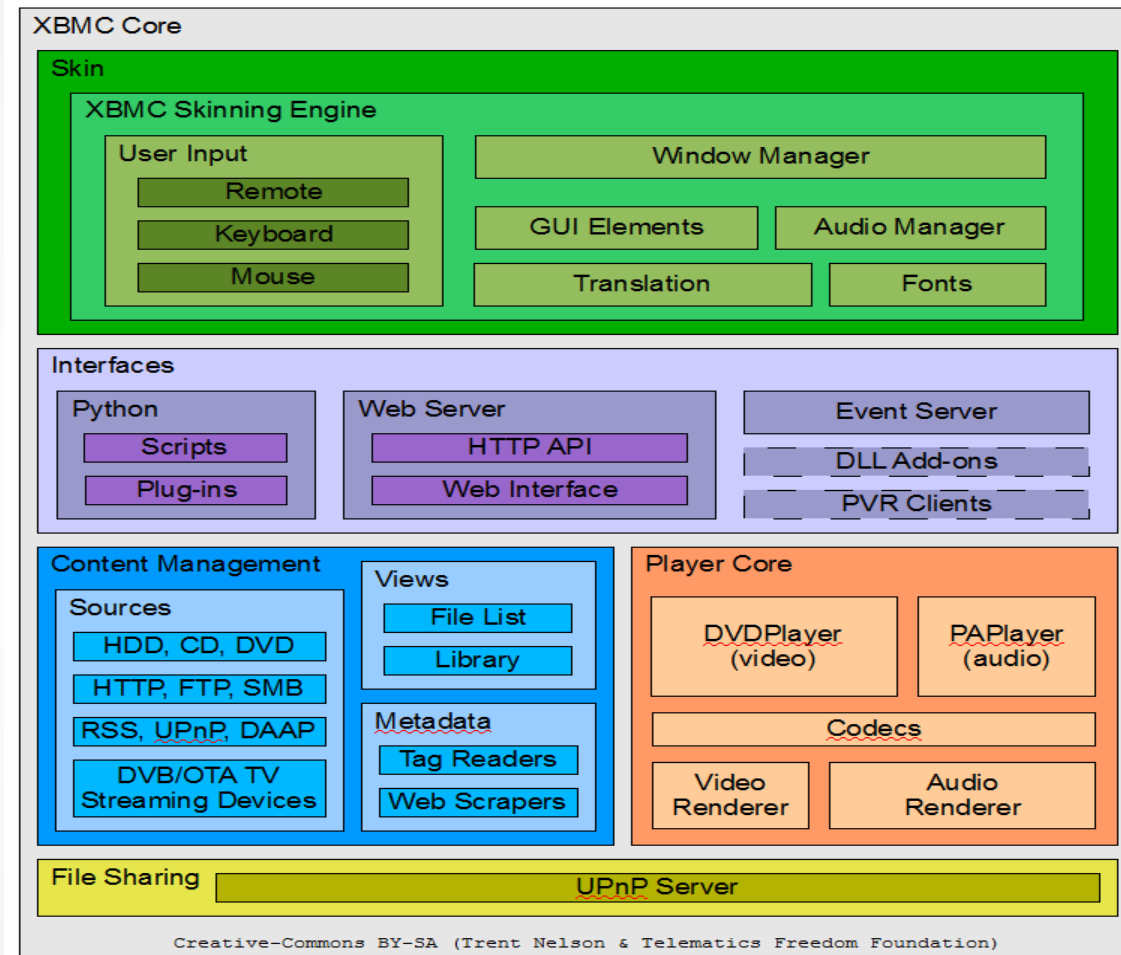 XBMC Core
Skin
XBMC Skinning Engine
User Input
Remote
Keyboard
Mouse
Window Manager
GUI Elements
Audio Manager
Translation
Fonts
Interfaces
Python
Scripts
Plug-ins
Web Server
HTTP API
Web Interface
Event Server
DLL Add-ons
PVR Clients
Content Management
Sources
HDD, CD, DVD
HTTP, FTP, SMB
RSS, UPnP, DAAP
DVB/OTA TV
Streaming Devices
Views
File List
Library
Metadata
Tag Readers
Web Scrapers
Player Core
DVDPlayer
(video)
PAPlayer
(audio)
Codecs
Video
Renderer
Audio
Renderer
File Sharing
UPnP Server
Creative-Commons BY-SA (Trent Nelson & Telematics Freedom Foundation)